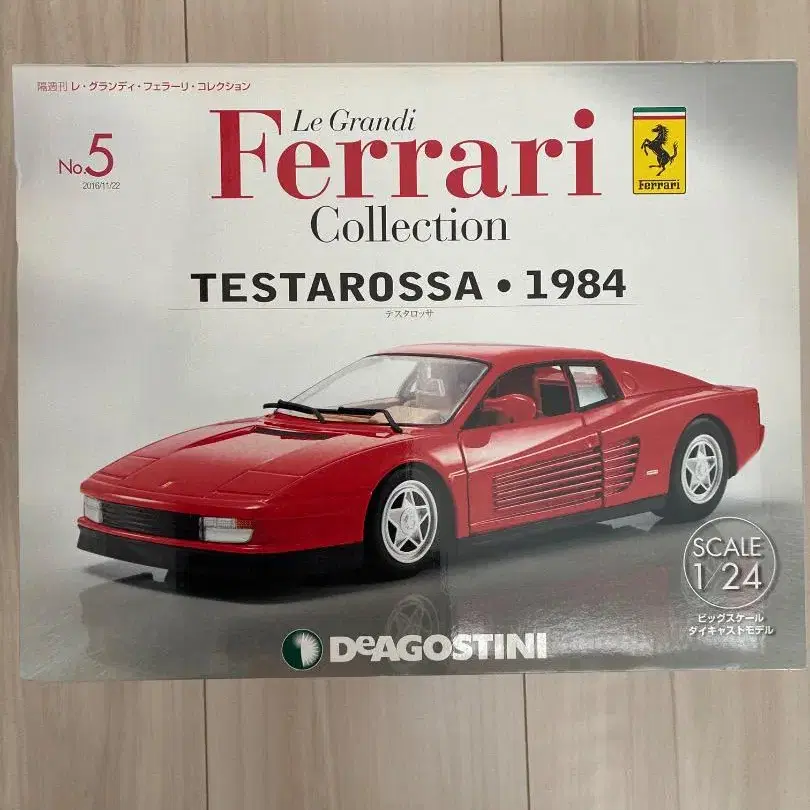 隔週刊 レ・グランディ・フェラーリ・コレクション
Le Grandi
Ferrari
Collection
No.5
2016/11/22
Ferrari
TESTAROSSA • 1984
テスタロッサ
SCALE
1/24
ビッグスケール
ダイキャストモデル
DeAGOSTINI